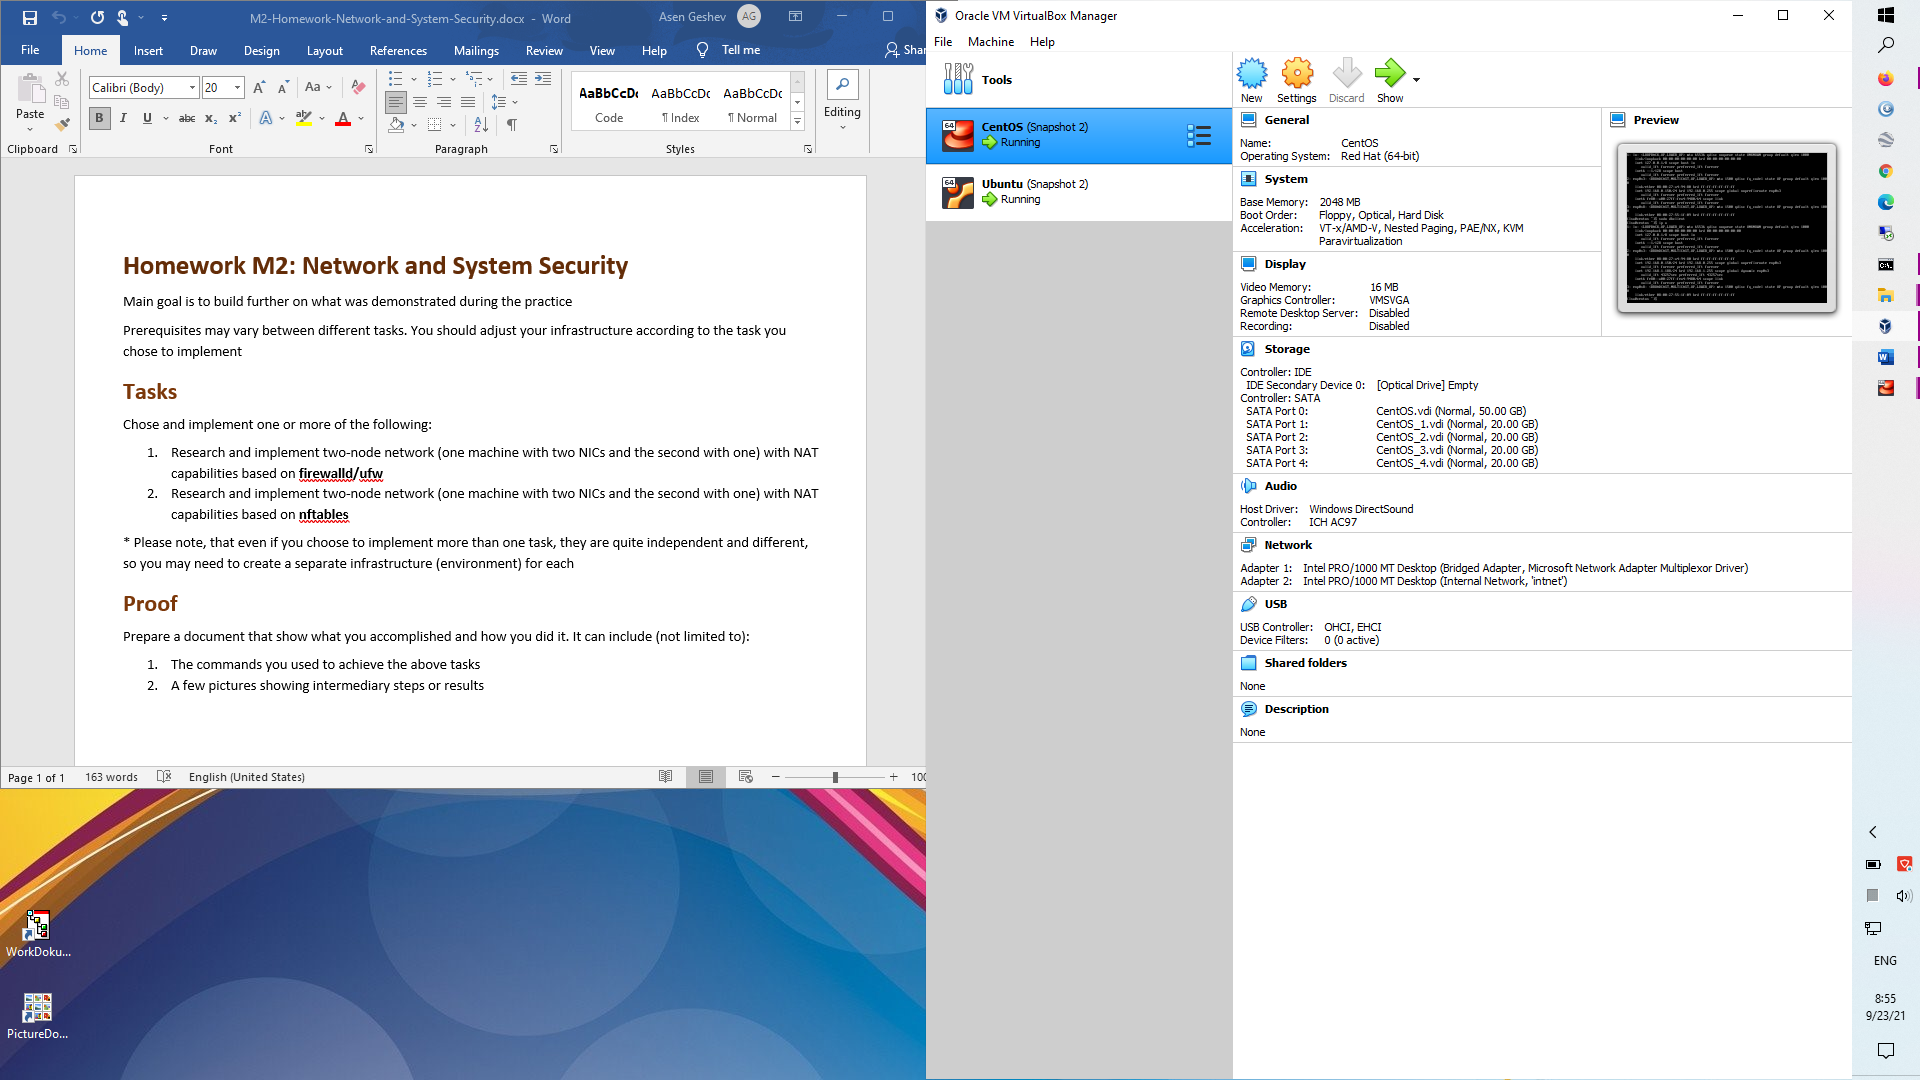 M2-Homework-Network-and-System-Security.docx - Word
Asen Geshev
AG
File Home Insert Draw Design Layout References Mailings Review View Help Tell me Shar
Paste
Calibri (Body) 20
Aa
B I U abc x₂ x²
AaBbCcDc AaBbCcDc AaBbCcDc
Code ¶ Index ¶ Normal
Editing
Clipboard Font Paragraph Styles
Homework M2: Network and System Security
Main goal is to build further on what was demonstrated during the practice
Prerequisites may vary between different tasks. You should adjust your infrastructure according to the task you
chose to implement
Tasks
Chose and implement one or more of the following:
1. Research and implement two-node network (one machine with two NICs and the second with one) with NAT
capabilities based on firewalld/ufw
2. Research and implement two-node network (one machine with two NICs and the second with one) with NAT
capabilities based on nftables
* Please note, that even if you choose to implement more than one task, they are quite independent and different,
so you may need to create a separate infrastructure (environment) for each
Proof
Prepare a document that show what you accomplished and how you did it. It can include (not limited to):
1. The commands you used to achieve the above tasks
2. A few pictures showing intermediary steps or results
Page 1 of 1 163 words English (United States) 100
WorkDoku...
PictureDo...
Oracle VM VirtualBox Manager
File Machine Help
Tools
New Settings Discard Show
64 CentOS (Snapshot 2)
Running
64 Ubuntu (Snapshot 2)
Running
General
Name: CentOS
Operating System: Red Hat (64-bit)
System
Base Memory: 2048 MB
Boot Order: Floppy, Optical, Hard Disk
Acceleration: VT-x/AMD-V, Nested Paging, PAE/NX, KVM
Paravirtualization
Display
Video Memory: 16 MB
Graphics Controller: VMSVGA
Remote Desktop Server: Disabled
Recording: Disabled
Preview
Storage
Controller: IDE
IDE Secondary Device 0: [Optical Drive] Empty
Controller: SATA
SATA Port 0: CentOS.vdi (Normal, 50.00 GB)
SATA Port 1: CentOS_1.vdi (Normal, 20.00 GB)
SATA Port 2: CentOS_2.vdi (Normal, 20.00 GB)
SATA Port 3: CentOS_3.vdi (Normal, 20.00 GB)
SATA Port 4: CentOS_4.vdi (Normal, 20.00 GB)
Audio
Host Driver: Windows DirectSound
Controller: ICH AC97
Network
Adapter 1: Intel PRO/1000 MT Desktop (Bridged Adapter, Microsoft Network Adapter Multiplexor Driver)
Adapter 2: Intel PRO/1000 MT Desktop (Internal Network, 'intnet')
USB
USB Controller: OHCI, EHCI
Device Filters: 0 (0 active)
Shared folders
None
Description
None
ENG
8:55
9/23/21